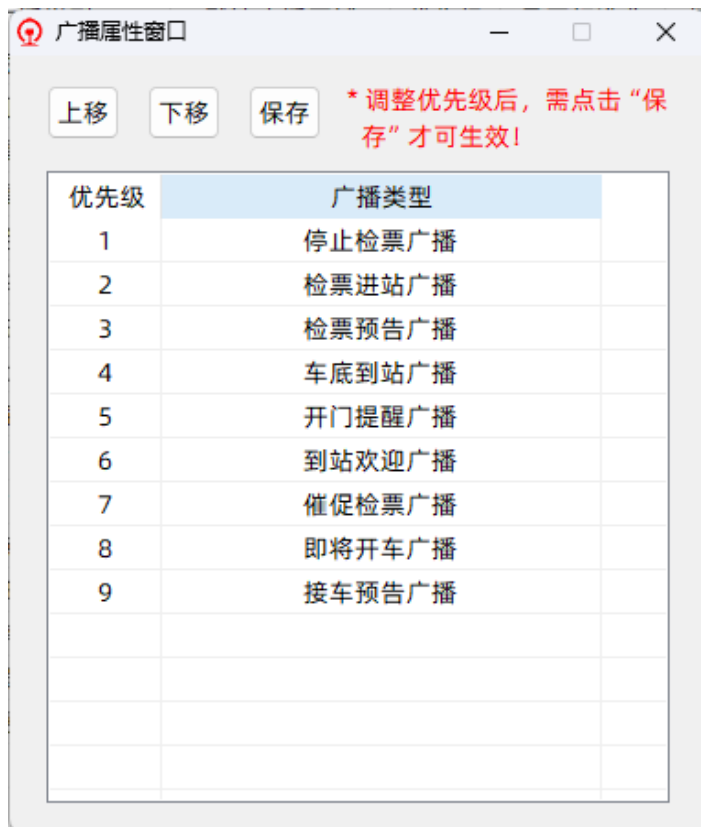 广播属性窗口
上移 下移 保存 * 调整优先级后，需点击“保
存”才可生效！
优先级 广播类型
1 停止检票广播
2 检票进站广播
3 检票预告广播
4 车底到站广播
5 开门提醒广播
6 到站欢迎广播
7 催促检票广播
8 即将开车广播
9 接车预告广播